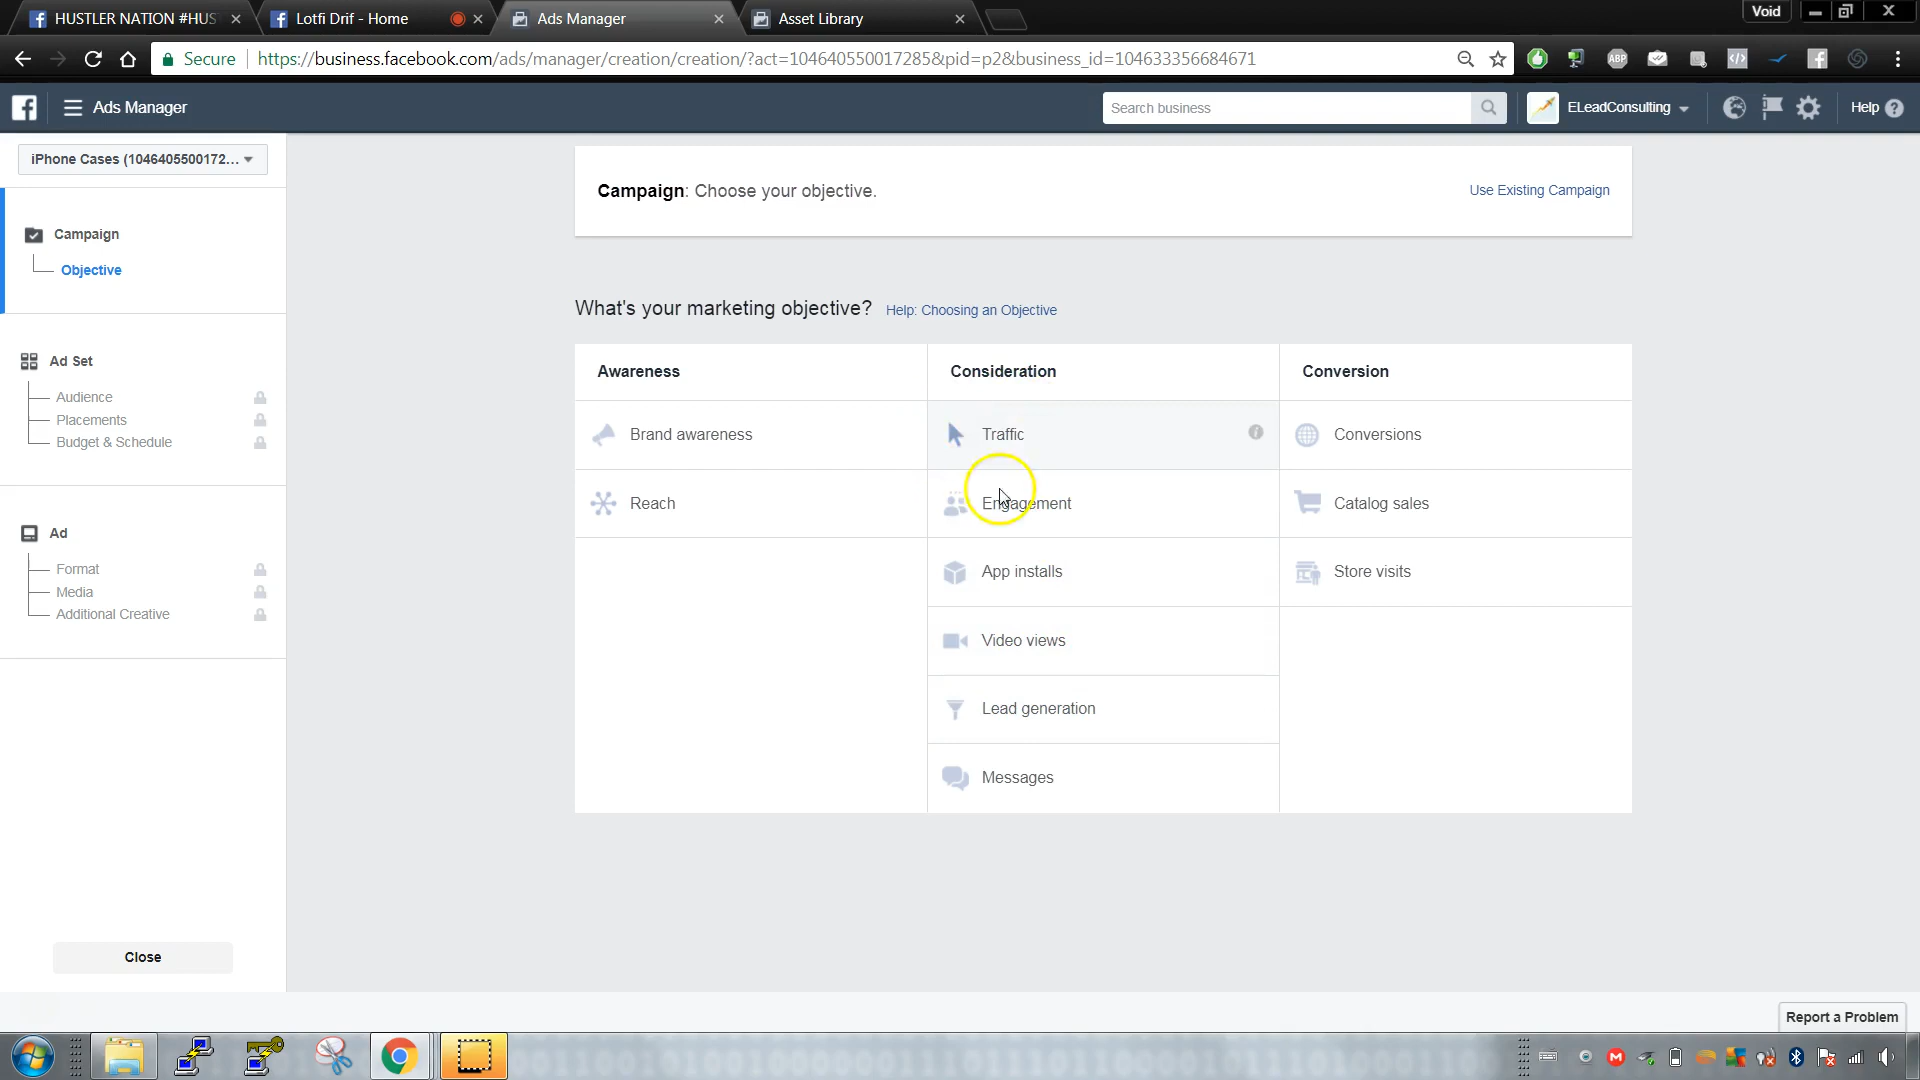 HUSTLER NATION #HUS
Lotfi Drif - Home
Ads Manager
Asset Library
Void
Secure
https://business.facebook.com/ads/manager/creation/creation/?act=104640550017285&pid=p2&business_id=104633356684671
ABP
Ads Manager
Search business
ELeadConsulting
Help
iPhone Cases (1046405500172...
Campaign: Choose your objective.
Use Existing Campaign
Campaign
Objective
What's your marketing objective?
Help: Choosing an Objective
Ad Set
Audience
Placements
Budget & Schedule
Awareness
Consideration
Conversion
Brand awareness
Traffic
Conversions
Reach
Engagement
Catalog sales
App installs
Store visits
Video views
Lead generation
Messages
Ad
Format
Media
Additional Creative
Close
Report a Problem